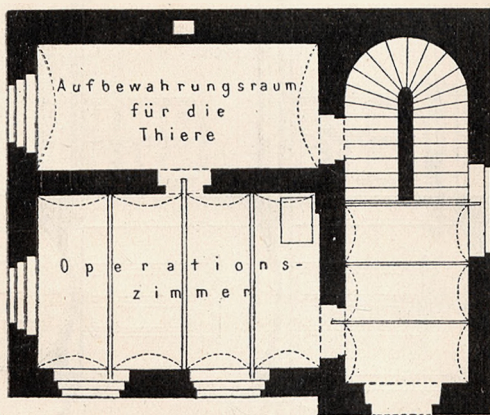 Aufbewahrungsraum
für die
Thiere
Operations-
zimmer